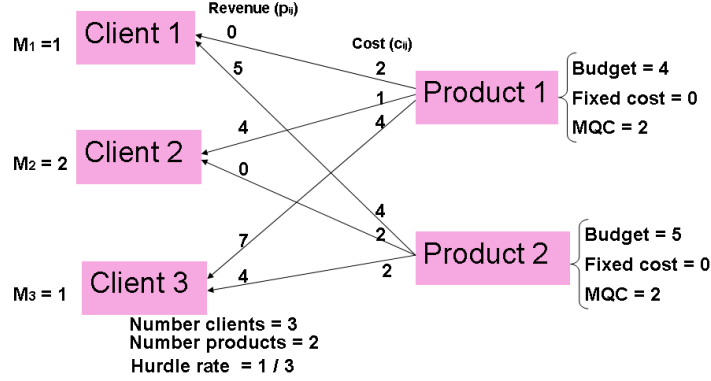 Revenue (pij)
Client 1
M1 =1
0
Cost (cij)
5
2
Product 1
1
4
Budget = 4
Fixed cost = 0
MQC = 2
Client 2
M2 = 2
4
0
7
4
2
2
Product 2
Budget = 5
Fixed cost = 0
MQC = 2
Client 3
M3 = 1
4
Number clients = 3
Number products = 2
Hurdle rate = 1 / 3